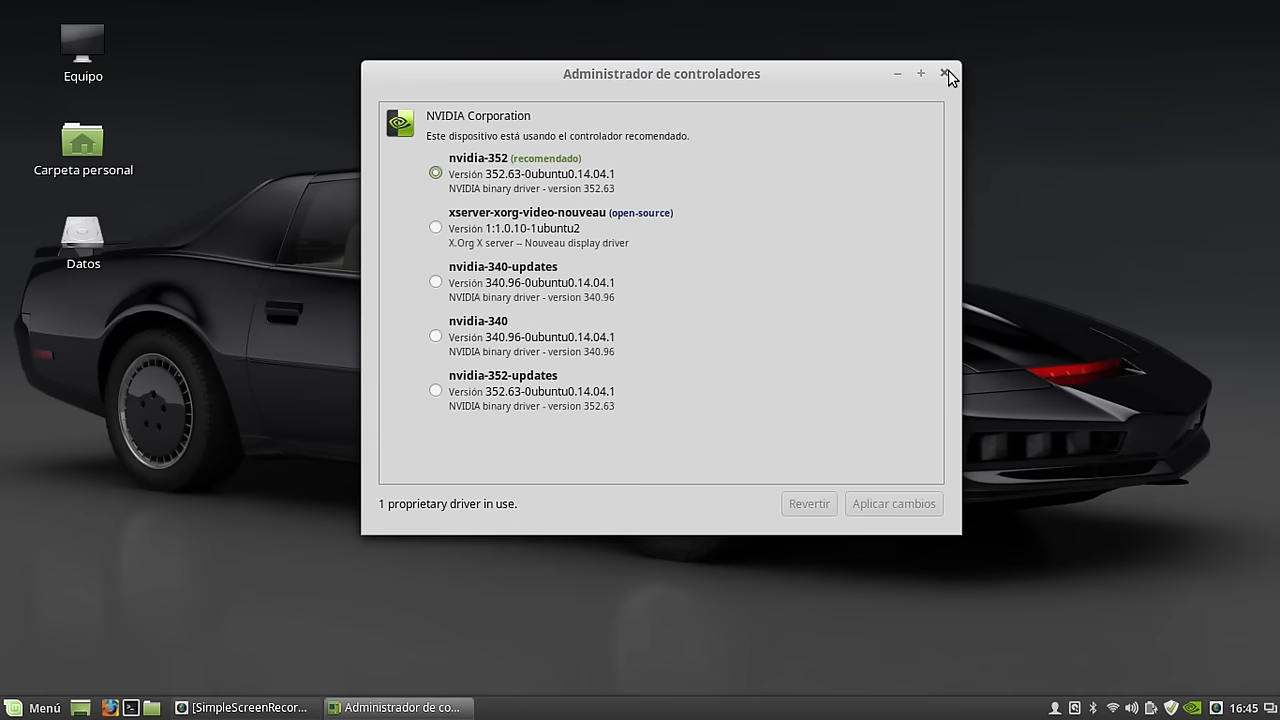 Equipo
Carpeta personal
Datos
Administrador de controladores
NVIDIA Corporation
Este dispositivo está usando el controlador recomendado.
nvidia-352 (recomendado)
Versión 352.63-0ubuntu0.14.04.1
NVIDIA binary driver - version 352.63
xserver-xorg-video-nouveau (open-source)
Versión 1:1.0.10-1ubuntu2
X.Org X server -- Nouveau display driver
nvidia-340-updates
Versión 340.96-0ubuntu0.14.04.1
NVIDIA binary driver - version 340.96
nvidia-340
Versión 340.96-0ubuntu0.14.04.1
NVIDIA binary driver - version 340.96
nvidia-352-updates
Versión 352.63-0ubuntu0.14.04.1
NVIDIA binary driver - version 352.63
1 proprietary driver in use.
Revertir
Aplicar cambios
Menú
[SimpleScreenRecor...
Administrador de co...
16:45